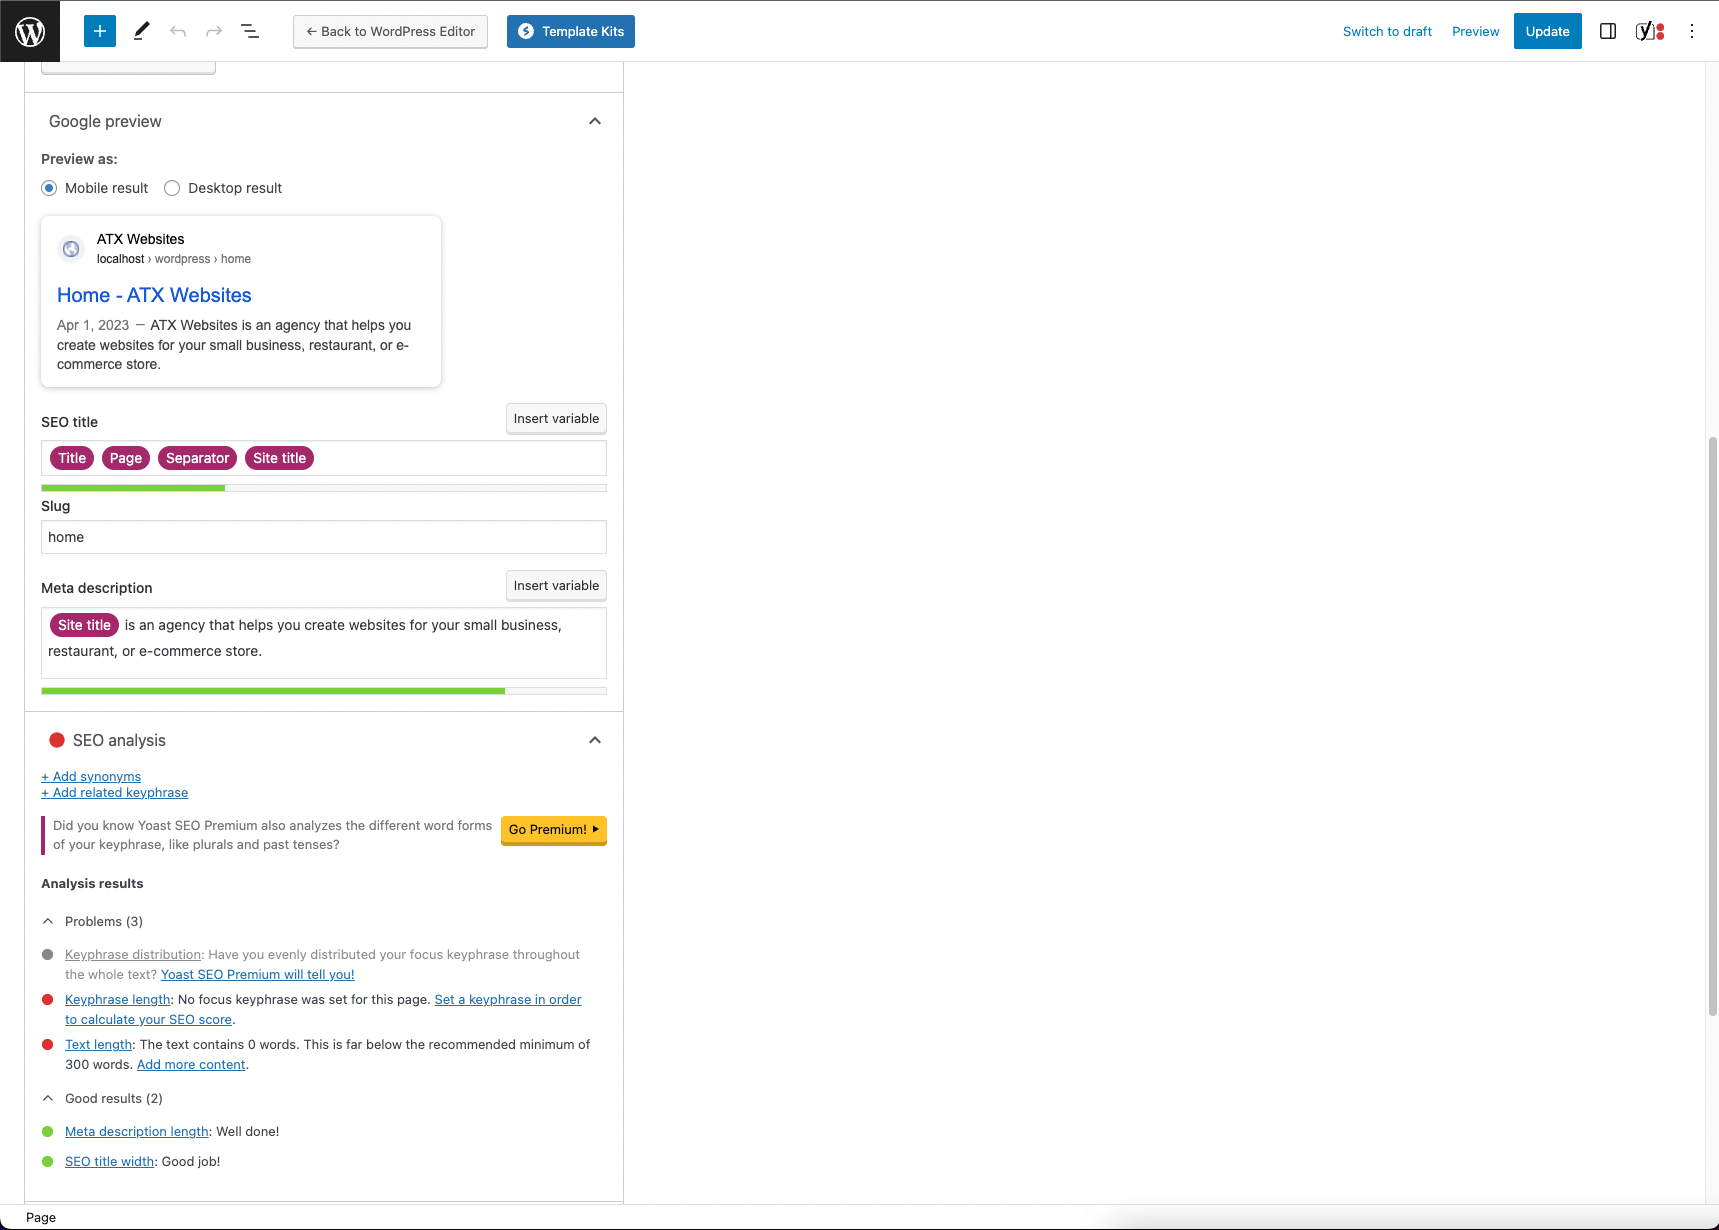 ← Back to WordPress Editor
Template Kits
Switch to draft
Preview
Update
Google preview
Preview as:
Mobile result
Desktop result
ATX Websites
localhost › wordpress › home
Home - ATX Websites
Apr 1, 2023 － ATX Websites is an agency that helps you
create websites for your small business, restaurant, or e-
commerce store.
SEO title
Insert variable
Title Page Separator Site title
Slug
home
Meta description
Insert variable
Site title is an agency that helps you create websites for your small business,
restaurant, or e-commerce store.
SEO analysis
+ Add synonyms
+ Add related keyphrase
Did you know Yoast SEO Premium also analyzes the different word forms
of your keyphrase, like plurals and past tenses?
Go Premium!
Analysis results
Problems (3)
Keyphrase distribution: Have you evenly distributed your focus keyphrase throughout
the whole text? Yoast SEO Premium will tell you!
Keyphrase length: No focus keyphrase was set for this page. Set a keyphrase in order
to calculate your SEO score.
Text length: The text contains 0 words. This is far below the recommended minimum of
300 words. Add more content.
Good results (2)
Meta description length: Well done!
SEO title width: Good job!
Page